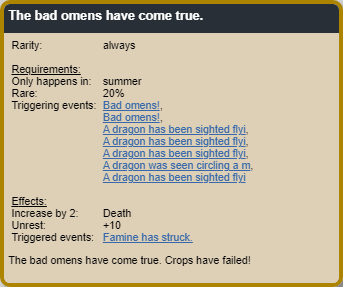 The bad omens have come true.
Rarity: always
Requirements:
Only happens in: summer
Rare: 20%
Triggering events: Bad omens!,
Bad omens!,
A dragon has been sighted flyi,
A dragon has been sighted flyi,
A dragon has been sighted flyi,
A dragon was seen circling a m,
A dragon has been sighted flyi
Effects:
Increase by 2: Death
Unrest: +10
Triggered events: Famine has struck.
The bad omens have come true. Crops have failed!